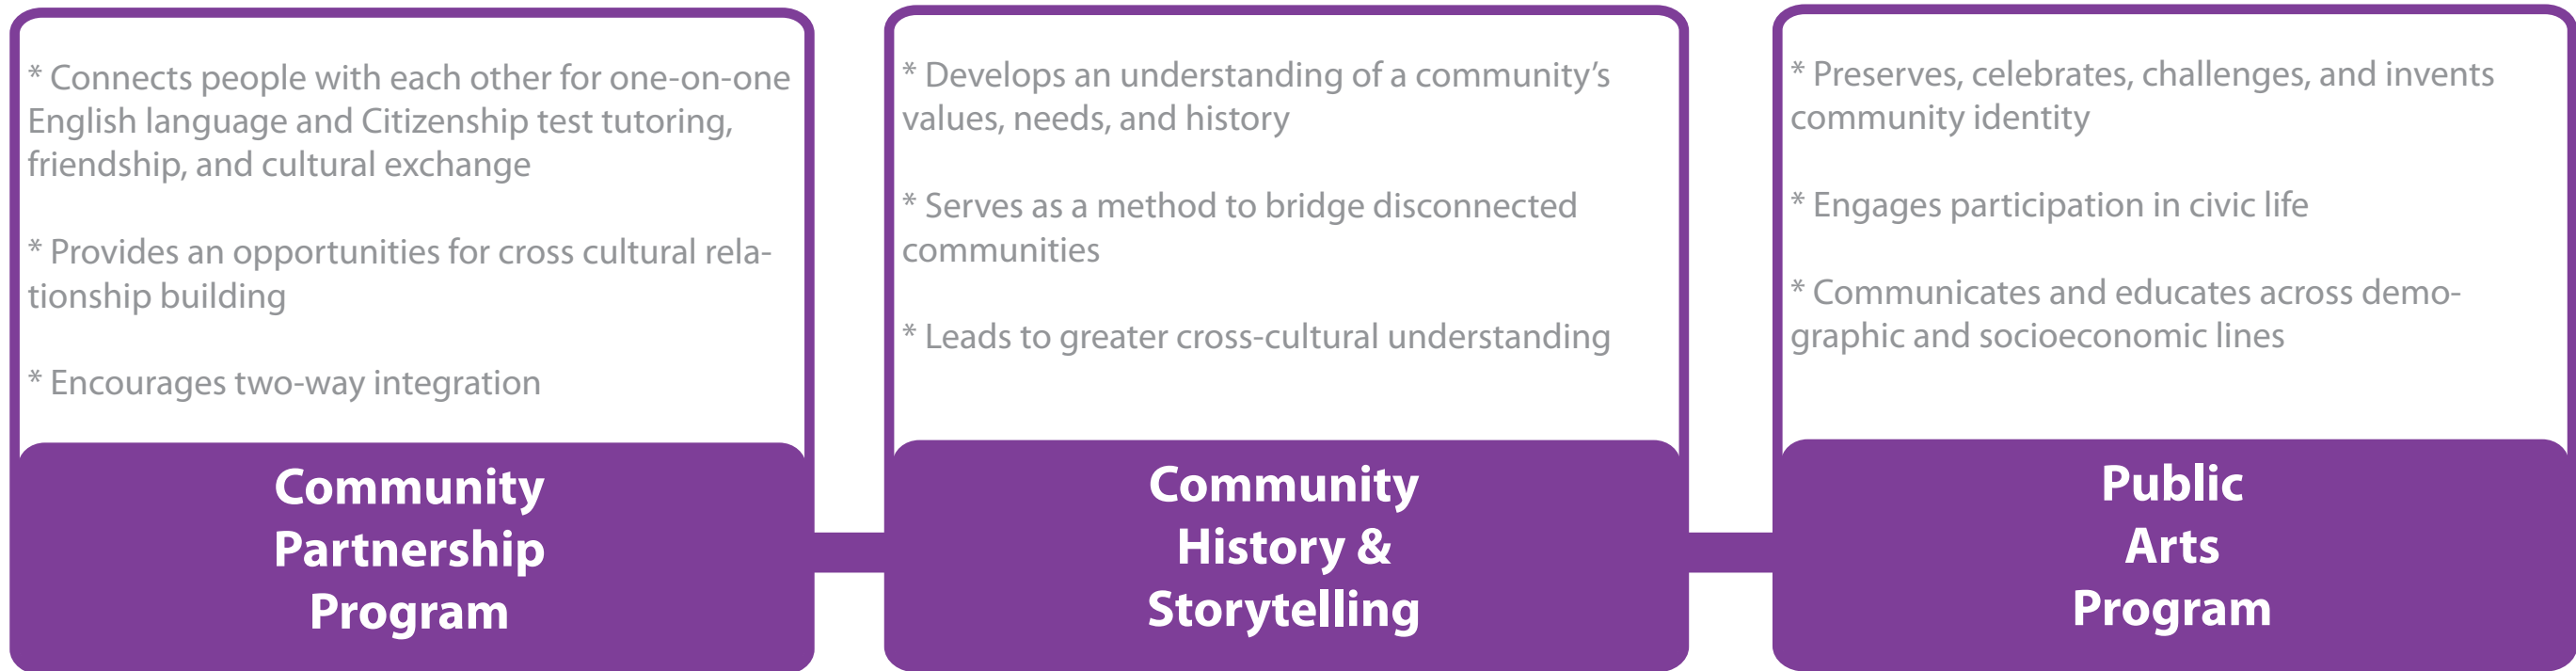 * Connects people with each other for one-on-one
English language and Citizenship test tutoring,
friendship, and cultural exchange
* Provides an opportunities for cross cultural rela-
tionship building
* Encourages two-way integration
Community
Partnership
Program
* Develops an understanding of a community’s
values, needs, and history
* Serves as a method to bridge disconnected
communities
* Leads to greater cross-cultural understanding
Community
History &
Storytelling
* Preserves, celebrates, challenges, and invents
community identity
* Engages participation in civic life
* Communicates and educates across demo-
graphic and socioeconomic lines
Public
Arts
Program